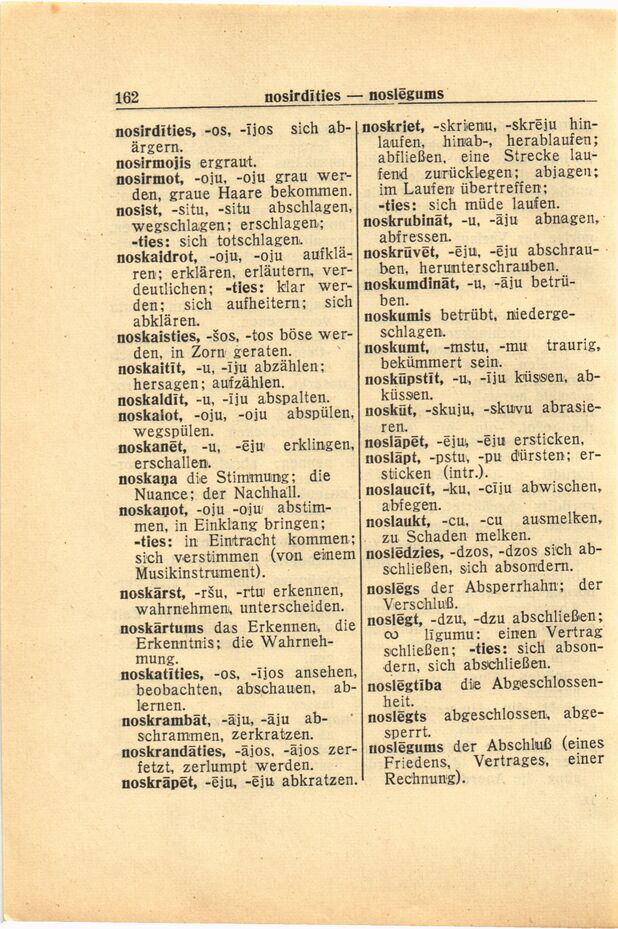 162
nosirdīties — noslēgums
nosirdīties, -os, -ījos sich ab-
ärgern.
nosirmojis ergraut.
nosirmot, -oju, -oju grau wer-
den, graue Haare bekommen.
nosist, -situ, -situ abschlagen,
wegschlagen; erschlagen;
-ties: sich totschlagen.
noskaidrot, -oju, -oju aufklä-
ren; erklären, erläutern, ver-
deutlichen; -ties: klar wer-
den; sich aufheitern; sich
abklären.
noskaisties, -šos, -tos böse wer-
den, in Zorn geraten.
noskaitīt, -u, -īju abzählen;
hersagen; aufzählen.
noskaldīt, -u, -īju abspalten.
noskalot, -oju, -oju abspülen,
wegspülen.
noskanēt, -u, -ēju erklingen,
erschallen.
noskaņa die Stimmung; die
Nuance; der Nachhall.
noskaņot, -oju -oju abstim-
men, in Einklang bringen;
-ties: in Eintracht kommen;
sich verstimmen (von einem
Musikinstrument).
noskārst, -ršu, -rtu erkennen,
wahrnehmen, unterscheiden.
noskārtums das Erkennen, die
Erkenntnis; die Wahrneh-
mung.
noskatīties, -os, -ījos ansehen,
beobachten, abschauen, ab-
lernen.
noskrambāt, -āju, -āju ab-
schrammen, zerkratzen.
noskrandāties, -ājos, -ājos zer-
fetzt, zerlumpt werden.
noskrāpēt, -ēju, -ēju abkratzen.
noskriet, -skrienu, -skrēju hin-
laufen, hinab-, herablaufen;
abfließen, eine Strecke lau-
fend zurücklegen; abjagen;
im Laufen übertreffen;
-ties: sich müde laufen.
noskrubināt, -u, -āju abnagen,
abfressen.
noskrūvēt, -ēju, -ēju abschrau-
ben, herunterschrauben.
noskumdināt, -u, -āju betrü-
ben.
noskumis betrübt, niederge-
schlagen.
noskumt, -mstu, -mu traurig,
bekümmert sein.
noskūpstīt, -u, -īju küssen, ab-
küssen.
noskūt, -skuju, -skuvu abrasie-
ren.
noslāpēt, -ēju, -ēju ersticken,
noslāpt, -pstu, -pu dürsten; er-
sticken (intr.).
noslaucīt, -ku, -cīju abwischen,
abfegen.
noslaukt, -cu, -cu ausmelken,
zu Schaden melken.
noslēdzies, -dzos, -dzos sich ab-
schließen, sich absondern.
noslēgs der Absperrhahn; der
Verschluß.
noslēgt, -dzu, -dzu abschließen;
∞ līgumu: einen Vertrag
schließen; -ties: sich abson-
dern, sich abschließen.
noslēgtība die Abgeschlossen-
heit.
noslēgts abgeschlossen, abge-
sperrt.
noslēgums der Abschluß (eines
Friedens, Vertrages, einer
Rechnung).